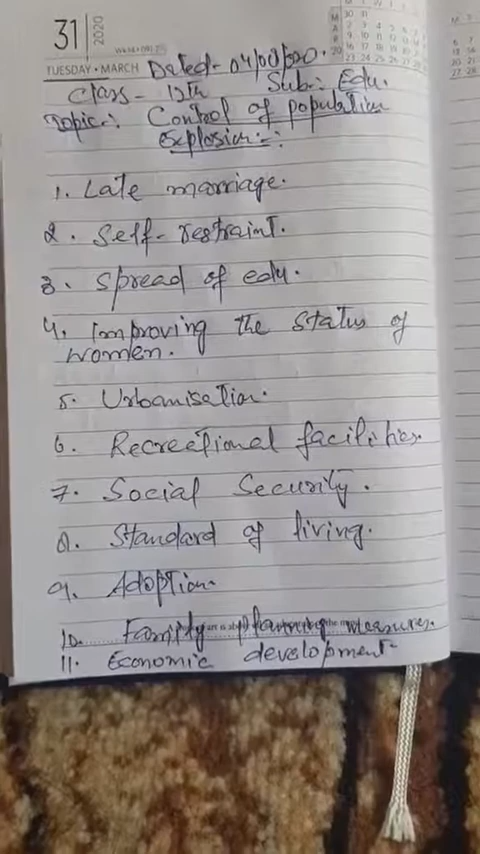 31 2020
TUESDAY • MARCH Dated - 04/08/020.
Class - 12th Sub: Edu.
Topic: Control of population
Explosion:-:
1. Late marriage.
2. Self-restraint.
3. Spread of edu.
4. Improving the Status of
women.
5. Urbanisation.
6. Recreational facilities.
7. Social Security.
8. Standard of living.
9. Adoption.
10. Family planning measures.
11. Economic development